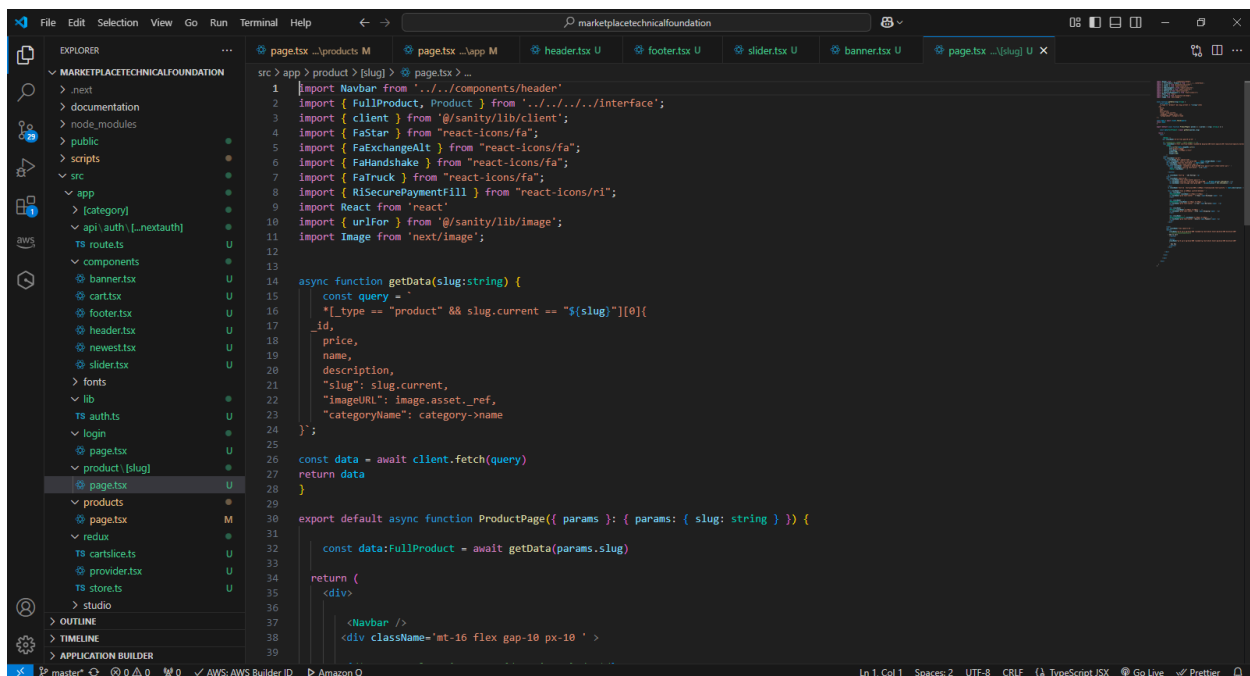 File Edit Selection View Go Run Terminal Help
marketplacetechnicalfoundation
EXPLORER
MARKETPLACETECHNICALFOUNDATION
.next
documentation
node_modules
public
scripts
src
app
[category]
api\auth\[...nextauth]
TS route.ts U
components
banner.tsx U
cart.tsx U
footer.tsx U
header.tsx U
newest.tsx U
slider.tsx U
fonts
lib
TS auth.ts U
login
page.tsx U
product\[slug]
page.tsx U
products
page.tsx M
redux
TS cartslice.ts U
provider.tsx U
TS store.ts U
studio
OUTLINE
TIMELINE
APPLICATION BUILDER
29
1
aws
page.tsx ...\products M page.tsx ...\app M header.tsx U footer.tsx U slider.tsx U banner.tsx U page.tsx ...\[slug] U
src > app > product > [slug] > page.tsx > ...
1 import Navbar from '../../components/header'
2 import { FullProduct, Product } from '../../../../interface';
3 import { client } from '@/sanity/lib/client';
4 import { FaStar } from "react-icons/fa";
5 import { FaExchangeAlt } from "react-icons/fa";
6 import { FaHandshake } from "react-icons/fa";
7 import { FaTruck } from "react-icons/fa";
8 import { RiSecurePaymentFill } from "react-icons/ri";
9 import React from 'react'
10 import { urlFor } from '@/sanity/lib/image';
11 import Image from 'next/image';
12
13
14 async function getData(slug:string) {
15 const query = `
16 *[_type == "product" && slug.current == "${slug}"][0]{
17 _id,
18 price,
19 name,
20 description,
21 "slug": slug.current,
22 "imageURL": image.asset._ref,
23 "categoryName": category->name
24 }`;
25
26 const data = await client.fetch(query)
27 return data
28 }
29
30 export default async function ProductPage({ params }: { params: { slug: string } }) {
31
32 const data:FullProduct = await getData(params.slug)
33
34 return (
35 <div>
36
37 <Navbar />
38 <div className='mt-16 flex gap-10 px-10 ' >
39
master* 0 0 0 AWS: AWS Builder ID Amazon Q Ln 1, Col 1 Spaces: 2 UTF-8 CRLF TypeScript JSX Go Live Prettier